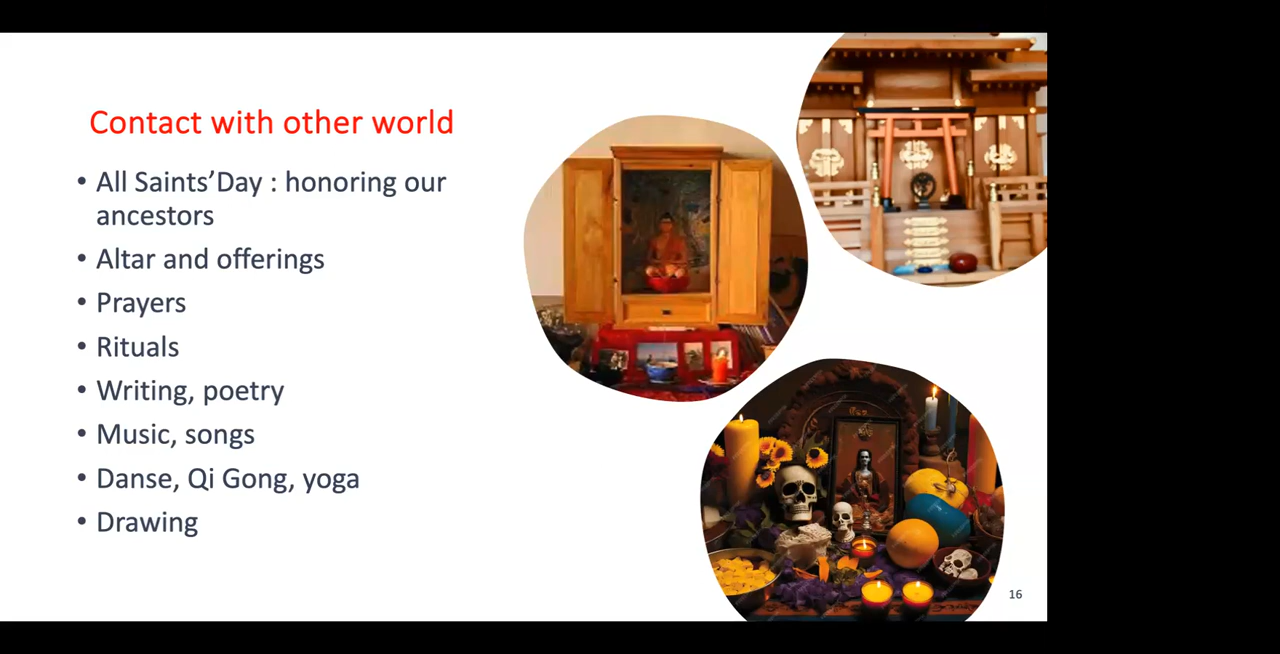 Contact with other world
• All Saints’Day : honoring our
ancestors
• Altar and offerings
• Prayers
• Rituals
• Writing, poetry
• Music, songs
• Danse, Qi Gong, yoga
• Drawing
16